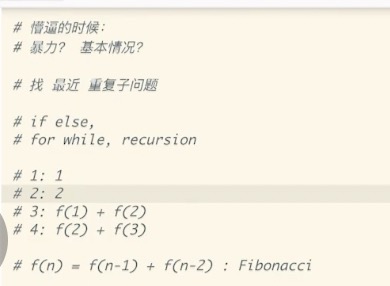 # 懵逼的时候：
# 暴力？ 基本情况？
# 找 最近 重复子问题
# if else,
# for while, recursion
# 1: 1
# 2: 2
# 3: f(1) + f(2)
# 4: f(2) + f(3)
# f(n) = f(n-1) + f(n-2) : Fibonacci